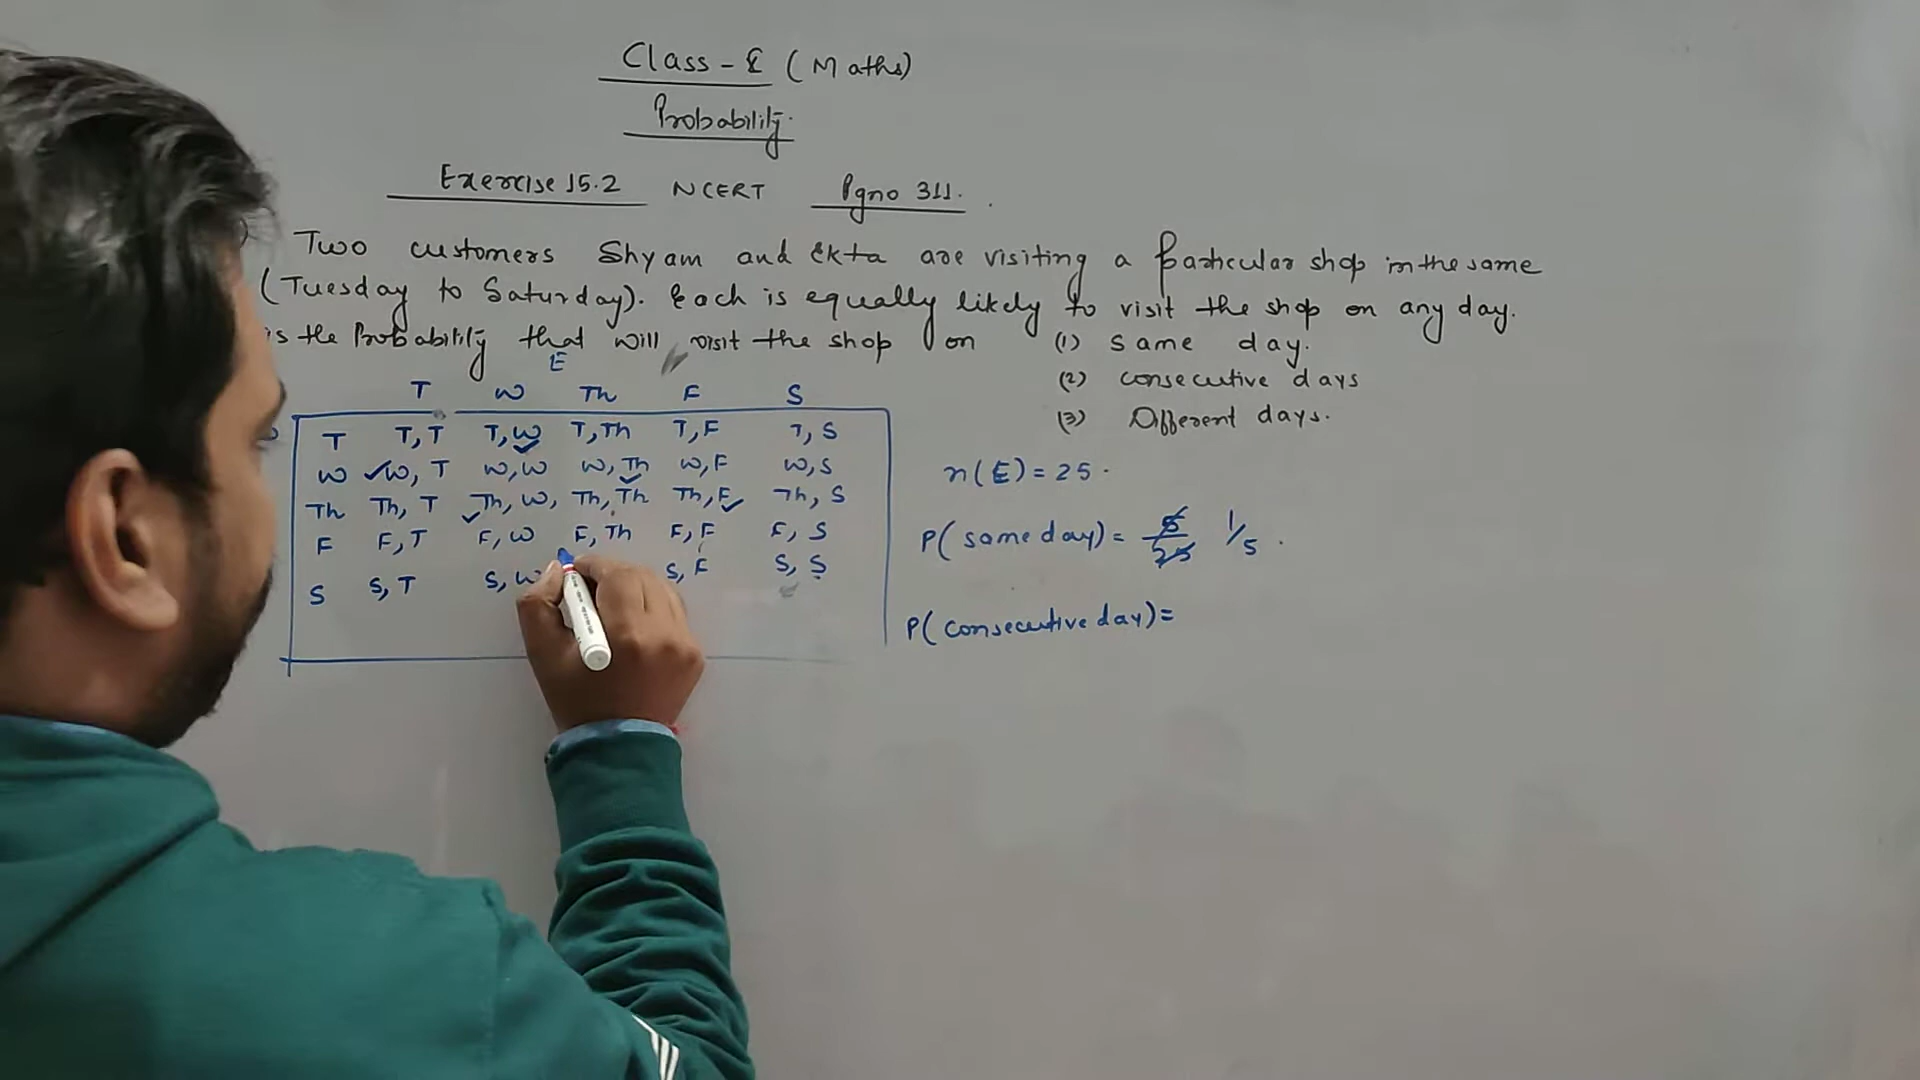 Class - X (Maths)
Probability.
Exercise 15.2 NCERT Pgno 311.
Two customers Shyam and Ekta are visiting a particular shop in the same
(Tuesday to Saturday). Each is equally likely to visit the shop on any day.
is the Probability that will visit the shop on (1) same day.
(2) consecutive days
(3) Different days.
E
T W Th F S
T T,T T,W T,Th T,F T,S
W W,T W,W W,Th W,F W,S
Th Th,T Th,W, Th,Th Th,F Th,S
F F,T F,W F,Th F,F F,S
S S,T S,W S,F S,S
n(E) = 25.
P(same day) = 5/25 1/5.
P(consecutive day) =